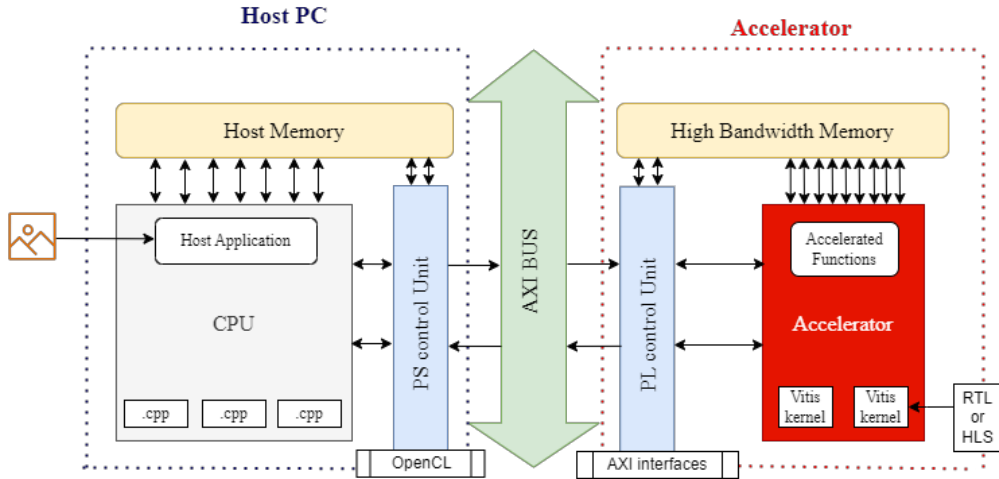 Host PC
Accelerator
Host Memory
High Bandwidth Memory
Host Application
CPU
.cpp
.cpp
.cpp
PS control Unit
OpenCL
AXI BUS
PL control Unit
AXI interfaces
Accelerated
Functions
Accelerator
Vitis
kernel
Vitis
kernel
RTL
or
HLS